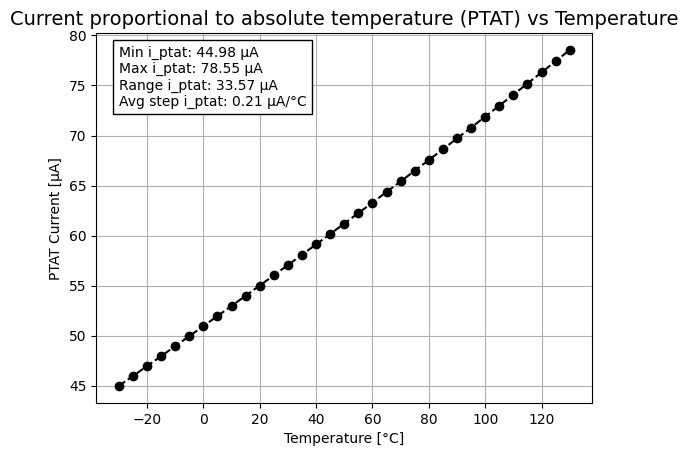 Current proportional to absolute temperature (PTAT) vs Temperature
Min i_ptat: 44.98 μA
Max i_ptat: 78.55 μA
Range i_ptat: 33.57 μA
Avg step i_ptat: 0.21 μA/°C
80
75
70
65
60
55
50
45
PTAT Current [μA]
−20
0
20
40
60
80
100
120
Temperature [°C]